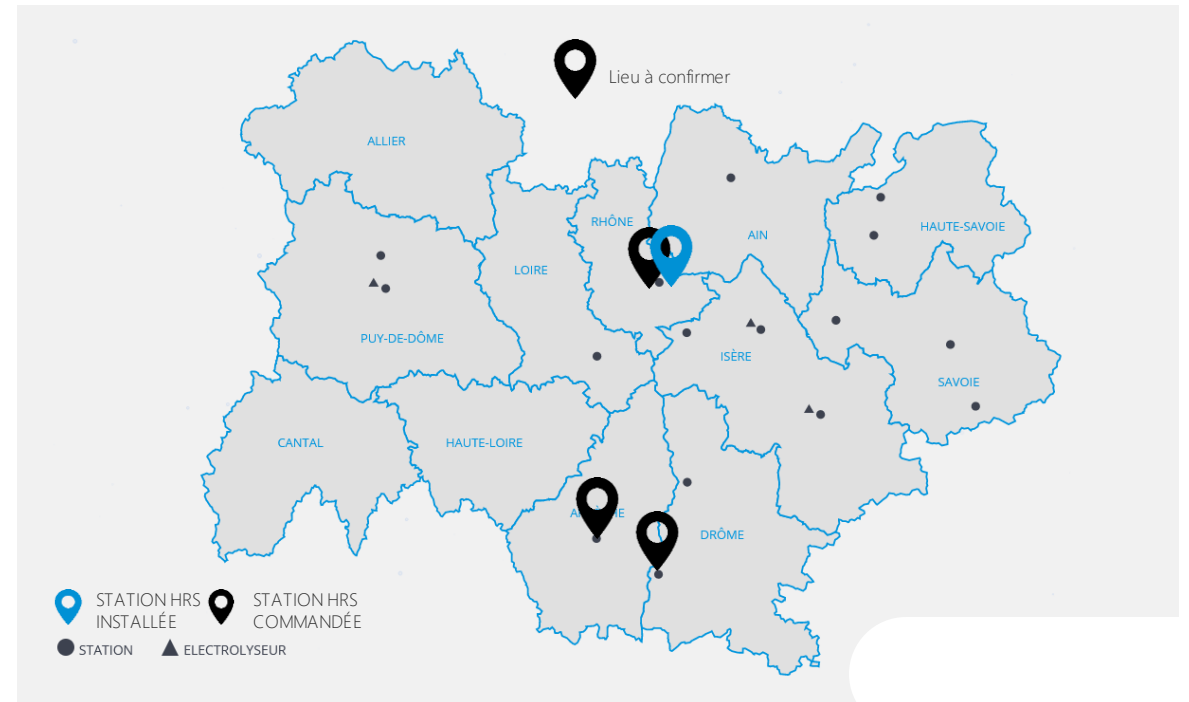 Lieu à confirmer
ALLIER
RHÔNE
HAUTE-SAVOIE
AIN
LOIRE
PUY-DE-DÔME
ISÈRE
SAVOIE
CANTAL
HAUTE-LOIRE
DRÔME
STATION HRS
INSTALLÉE
STATION HRS
COMMANDÉE
STATION
ELECTROLYSEUR